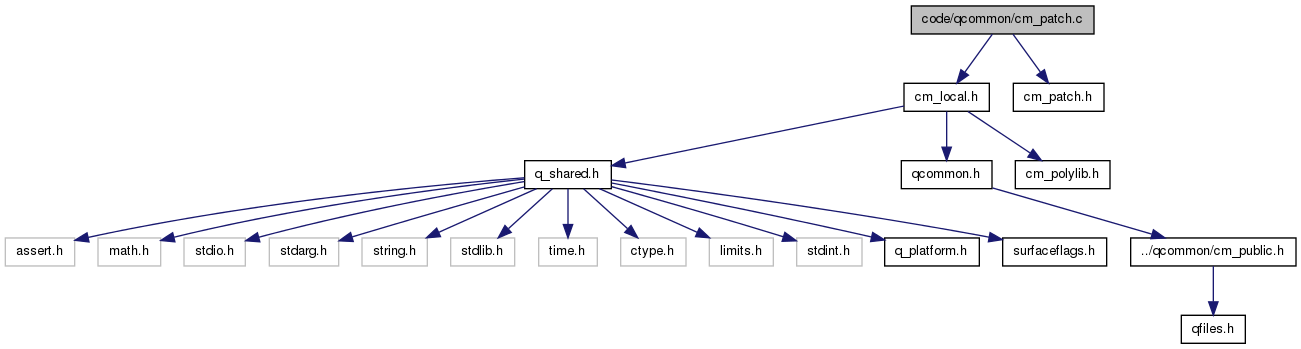 code/qcommon/cm_patch.c
cm_local.h
cm_patch.h
q_shared.h
qcommon.h
cm_polylib.h
assert.h
math.h
stdio.h
stdarg.h
string.h
stdlib.h
time.h
ctype.h
limits.h
stdint.h
q_platform.h
surfaceflags.h
../qcommon/cm_public.h
qfiles.h